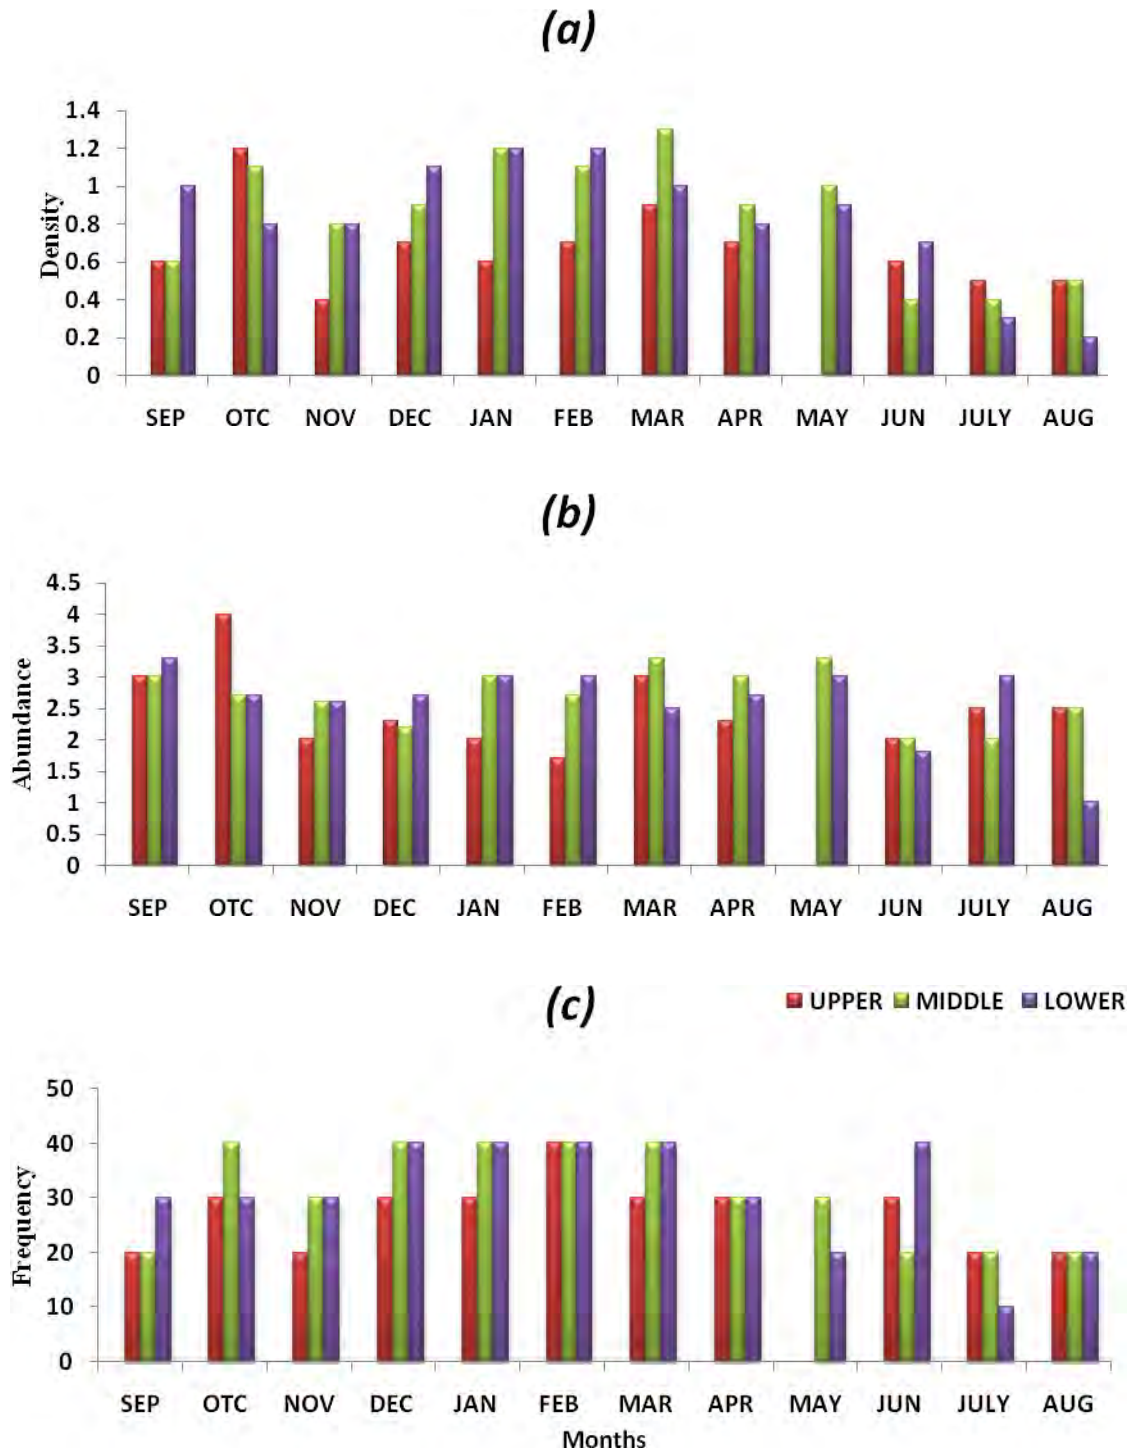 (a)
1.4
1.2
1
0.8
0.6
0.4
0.2
0
Density
SEP OTC NOV DEC JAN FEB MAR APR MAY JUN JULY AUG
(b)
4.5
4
3.5
3
2.5
2
1.5
1
0.5
0
Abundance
SEP OTC NOV DEC JAN FEB MAR APR MAY JUN JULY AUG
(c)
UPPER MIDDLE LOWER
50
40
30
20
10
0
Frequency
SEP OTC NOV DEC JAN FEB MAR APR MAY JUN JULY AUG
Months